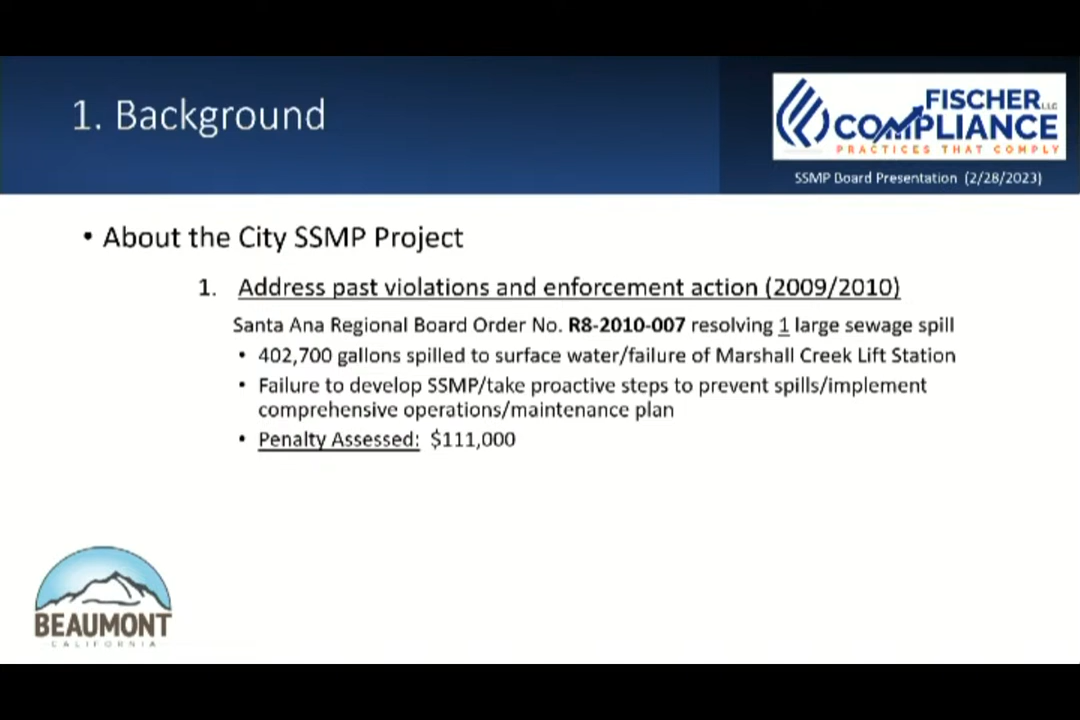 1. Background
FISCHER LLC
COMPLIANCE
PRACTICES THAT COMPLY
SSMP Board Presentation (2/28/2023)
• About the City SSMP Project
1. Address past violations and enforcement action (2009/2010)
Santa Ana Regional Board Order No. R8-2010-007 resolving 1 large sewage spill
• 402,700 gallons spilled to surface water/failure of Marshall Creek Lift Station
• Failure to develop SSMP/take proactive steps to prevent spills/implement
comprehensive operations/maintenance plan
• Penalty Assessed: $111,000
BEAUMONT
CALIFORNIA